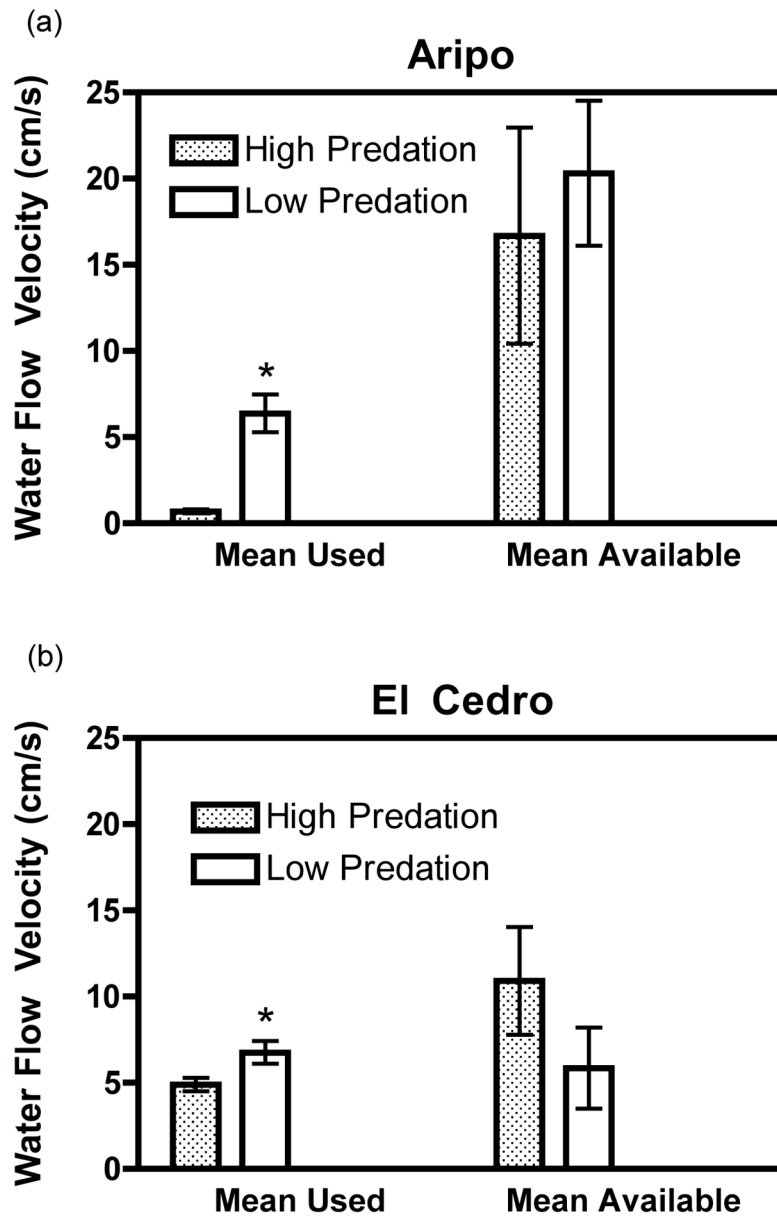 (a)
Aripo
Water Flow Velocity (cm/s)
25
20
15
10
5
0
High Predation
Low Predation
*
Mean Used
Mean Available
(b)
El Cedro
Water Flow Velocity (cm/s)
25
20
15
10
5
0
High Predation
Low Predation
*
Mean Used
Mean Available